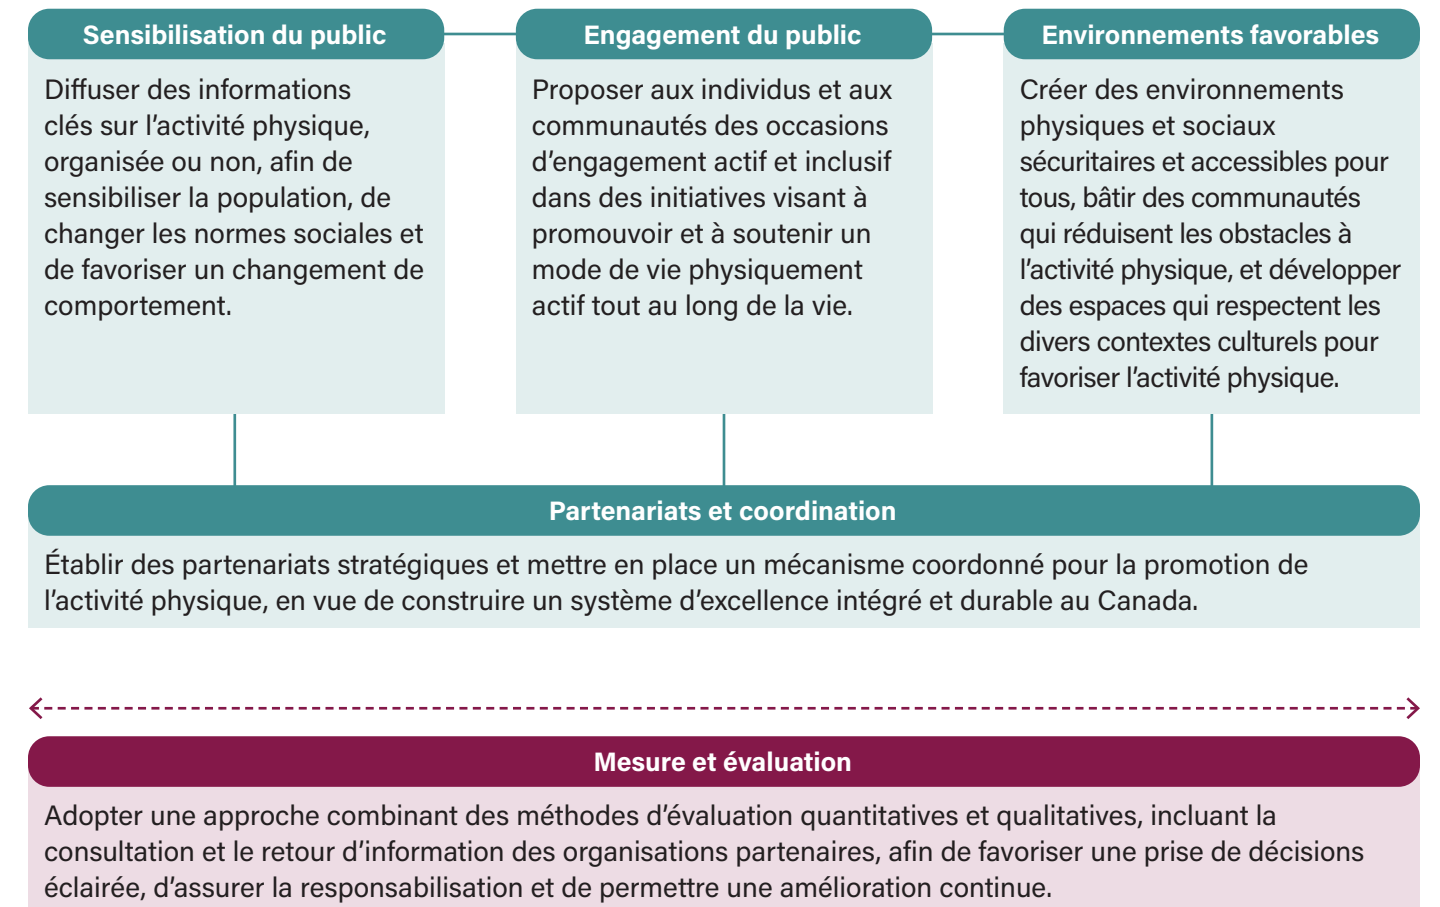 Sensibilisation du public
Diffuser des informations
clés sur l’activité physique,
organisée ou non, afin de
sensibiliser la population, de
changer les normes sociales et
de favoriser un changement de
comportement.
Engagement du public
Proposer aux individus et aux
communautés des occasions
d’engagement actif et inclusif
dans des initiatives visant à
promouvoir et à soutenir un
mode de vie physiquement
actif tout au long de la vie.
Environnements favorables
Créer des environnements
physiques et sociaux
sécuritaires et accessibles pour
tous, bâtir des communautés
qui réduisent les obstacles à
l’activité physique, et développer
des espaces qui respectent les
divers contextes culturels pour
favoriser l’activité physique.
Partenariats et coordination
Établir des partenariats stratégiques et mettre en place un mécanisme coordonné pour la promotion de
l’activité physique, en vue de construire un système d’excellence intégré et durable au Canada.
Mesure et évaluation
Adopter une approche combinant des méthodes d’évaluation quantitatives et qualitatives, incluant la
consultation et le retour d’information des organisations partenaires, afin de favoriser une prise de décisions
éclairée, d’assurer la responsabilisation et de permettre une amélioration continue.